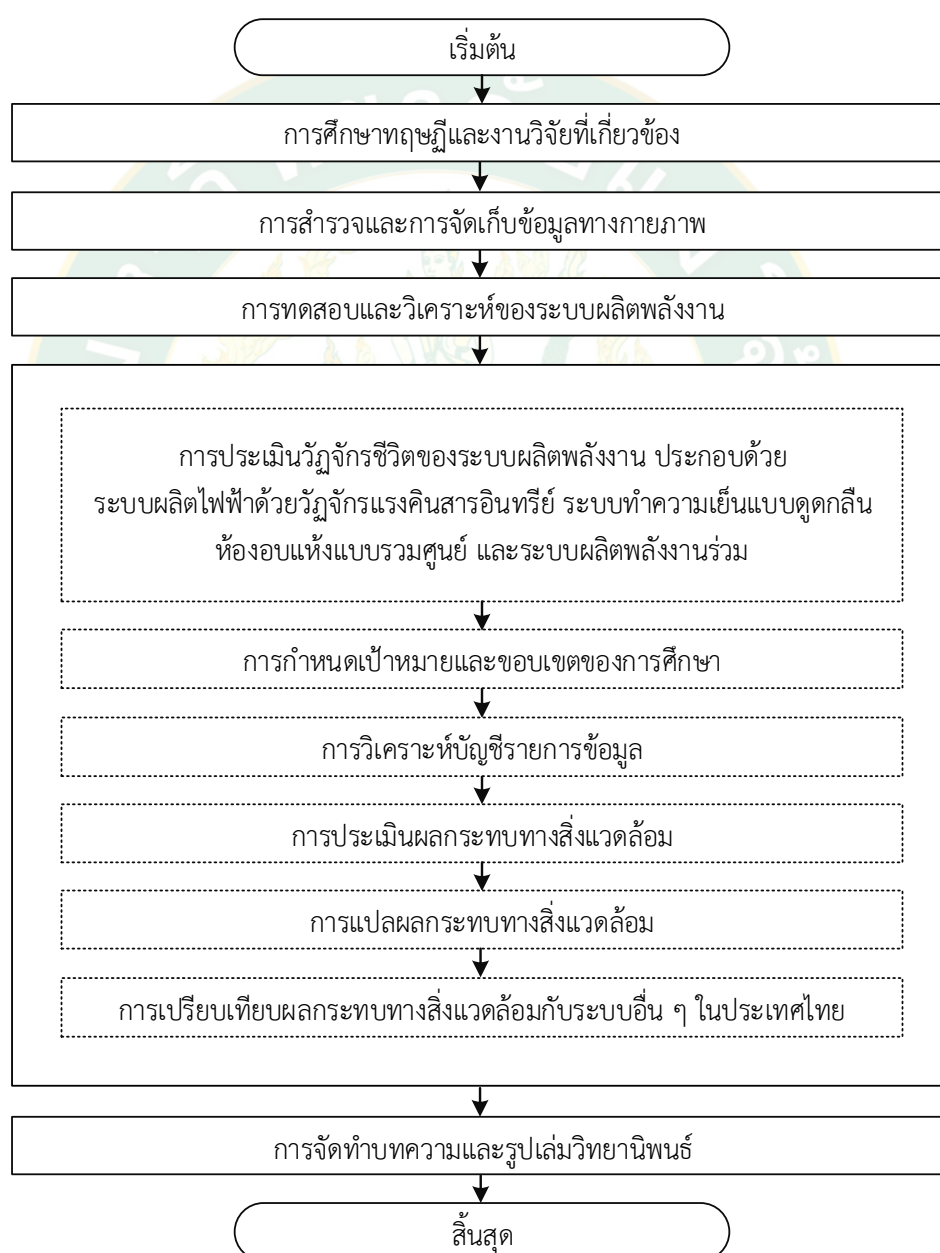 เริ่มต้น
การศึกษาทฤษฏีและงานวิจัยที่เกี่ยวข้อง
การสำรวจและการจัดเก็บข้อมูลทางกายภาพ
การทดสอบและวิเคราะห์ของระบบผลิตพลังงาน
การประเมินวัฏจักรชีวิตของระบบผลิตพลังงาน ประกอบด้วย
ระบบผลิตไฟฟ้าด้วยวัฏจักรแรงคินสารอินทรีย์ ระบบทำความเย็นแบบดูดกลืน
ห้องอบแห้งแบบรวมศูนย์ และระบบผลิตพลังงานร่วม
การกำหนดเป้าหมายและขอบเขตของการศึกษา
การวิเคราะห์บัญชีรายการข้อมูล
การประเมินผลกระทบทางสิ่งแวดล้อม
การแปลผลกระทบทางสิ่งแวดล้อม
การเปรียบเทียบผลกระทบทางสิ่งแวดล้อมกับระบบอื่น ๆ ในประเทศไทย
การจัดทำบทความและรูปเล่มวิทยานิพนธ์
สิ้นสุด